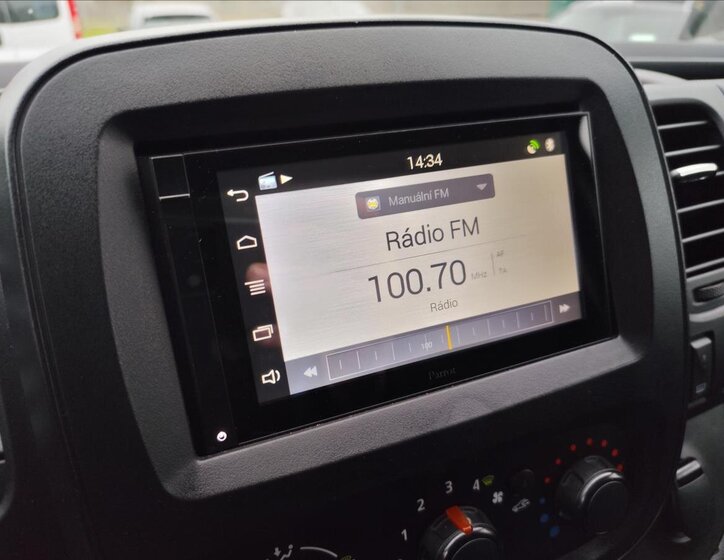 14:34
Manuální FM
Rádio FM
100.70 MHz
AF
TA
Rádio
100
Parrot
1 2 3 4